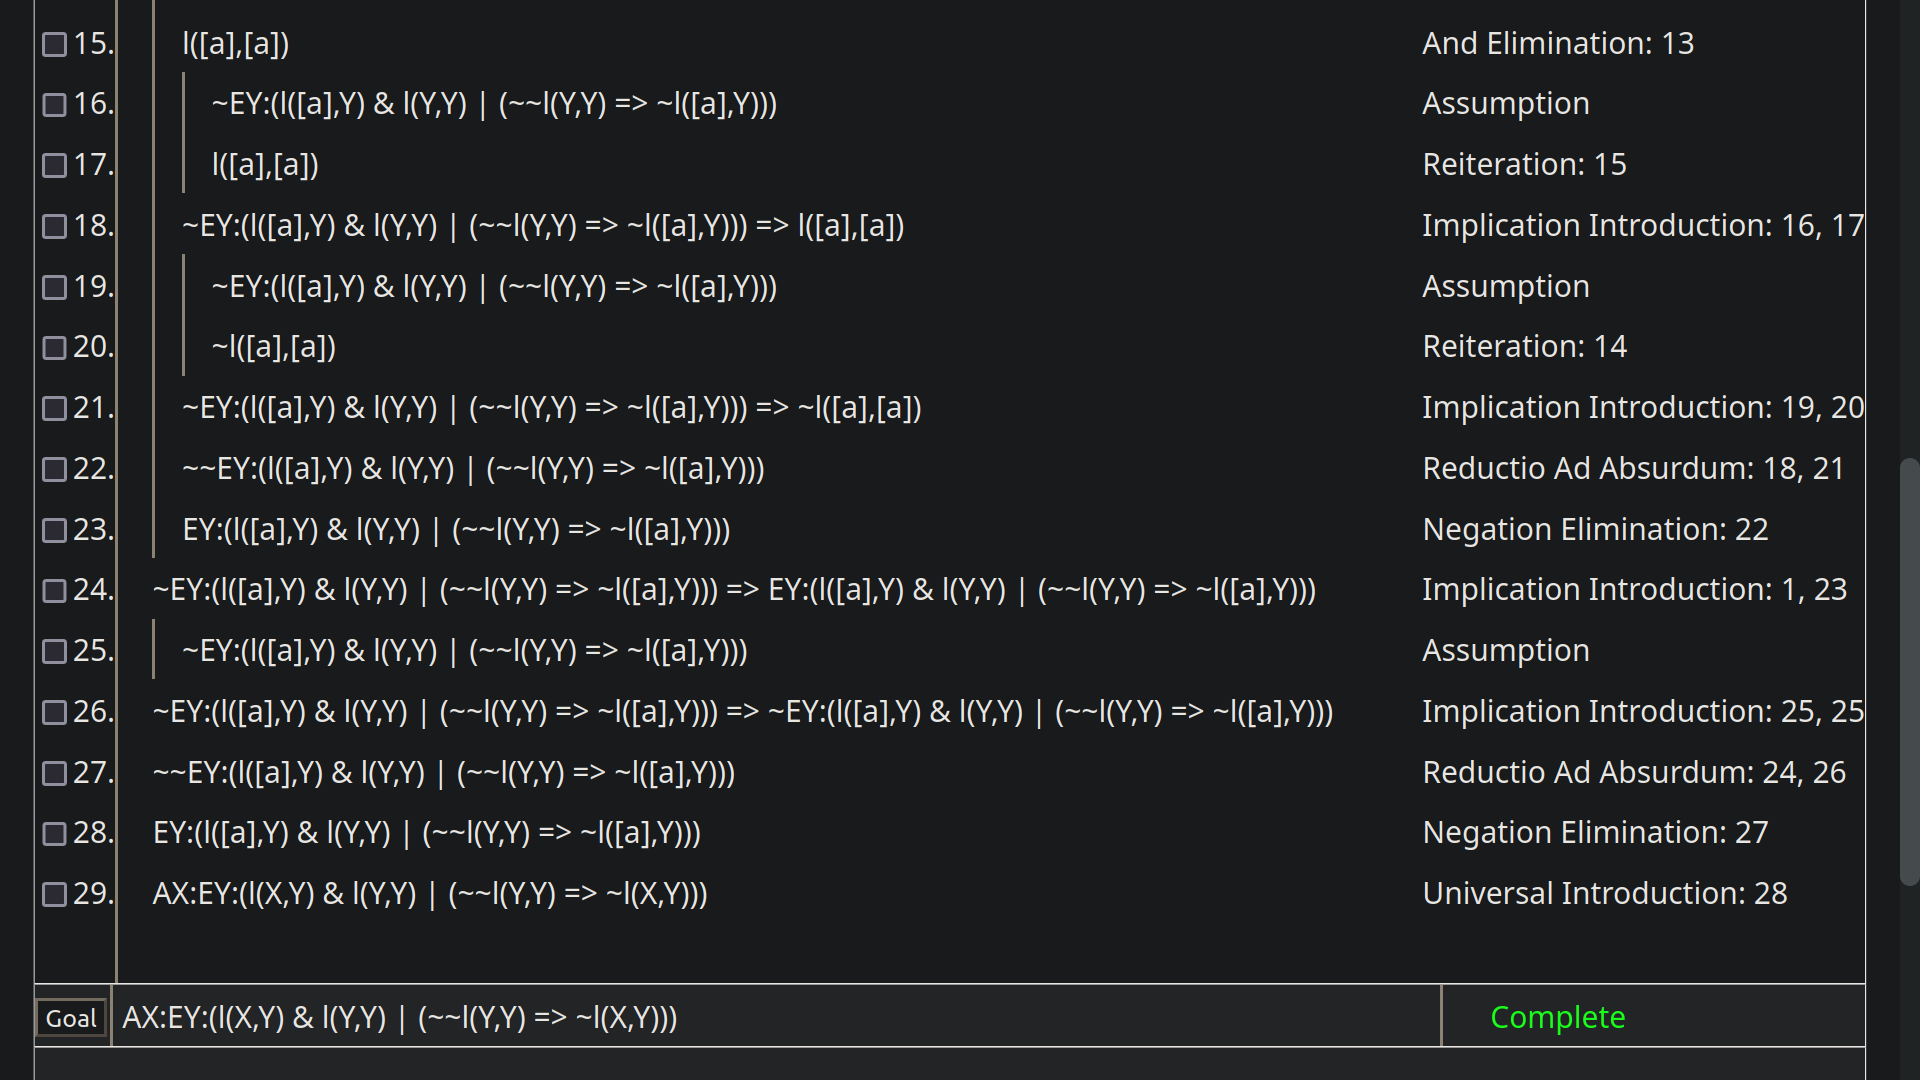 15. l([a],[a]) And Elimination: 13
16. ~EY:(l([a],Y) & l(Y,Y) | (~~l(Y,Y) => ~l([a],Y))) Assumption
17. l([a],[a]) Reiteration: 15
18. ~EY:(l([a],Y) & l(Y,Y) | (~~l(Y,Y) => ~l([a],Y))) => l([a],[a]) Implication Introduction: 16, 17
19. ~EY:(l([a],Y) & l(Y,Y) | (~~l(Y,Y) => ~l([a],Y))) Assumption
20. ~l([a],[a]) Reiteration: 14
21. ~EY:(l([a],Y) & l(Y,Y) | (~~l(Y,Y) => ~l([a],Y))) => ~l([a],[a]) Implication Introduction: 19, 20
22. ~~EY:(l([a],Y) & l(Y,Y) | (~~l(Y,Y) => ~l([a],Y))) Reductio Ad Absurdum: 18, 21
23. EY:(l([a],Y) & l(Y,Y) | (~~l(Y,Y) => ~l([a],Y))) Negation Elimination: 22
24. ~EY:(l([a],Y) & l(Y,Y) | (~~l(Y,Y) => ~l([a],Y))) => EY:(l([a],Y) & l(Y,Y) | (~~l(Y,Y) => ~l([a],Y))) Implication Introduction: 1, 23
25. ~EY:(l([a],Y) & l(Y,Y) | (~~l(Y,Y) => ~l([a],Y))) Assumption
26. ~EY:(l([a],Y) & l(Y,Y) | (~~l(Y,Y) => ~l([a],Y))) => ~EY:(l([a],Y) & l(Y,Y) | (~~l(Y,Y) => ~l([a],Y))) Implication Introduction: 25, 25
27. ~~EY:(l([a],Y) & l(Y,Y) | (~~l(Y,Y) => ~l([a],Y))) Reductio Ad Absurdum: 24, 26
28. EY:(l([a],Y) & l(Y,Y) | (~~l(Y,Y) => ~l([a],Y))) Negation Elimination: 27
29. AX:EY:(l(X,Y) & l(Y,Y) | (~~l(Y,Y) => ~l(X,Y))) Universal Introduction: 28
Goal AX:EY:(l(X,Y) & l(Y,Y) | (~~l(Y,Y) => ~l(X,Y))) Complete